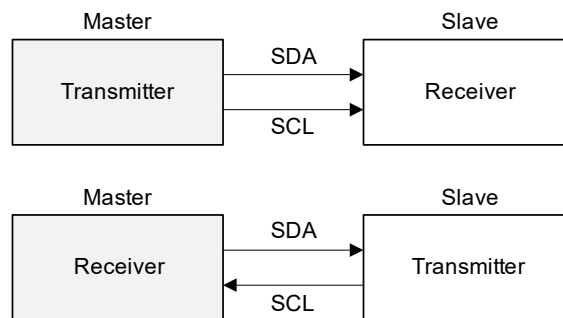 Master
Slave
Transmitter
SDA
SCL
Receiver
Master
Slave
Receiver
SDA
SCL
Transmitter